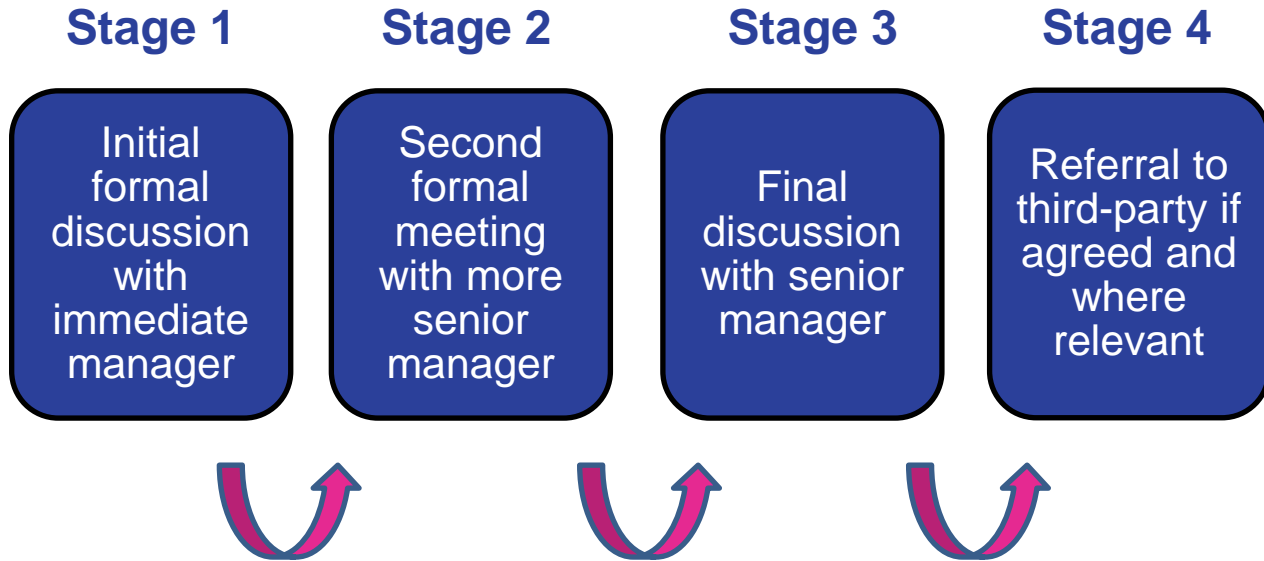 Stage 1
Stage 2
Stage 3
Stage 4
Initial
formal
discussion
with
immediate
manager
Second
formal
meeting
with more
senior
manager
Final
discussion
with senior
manager
Referral to
third-party if
agreed and
where
relevant